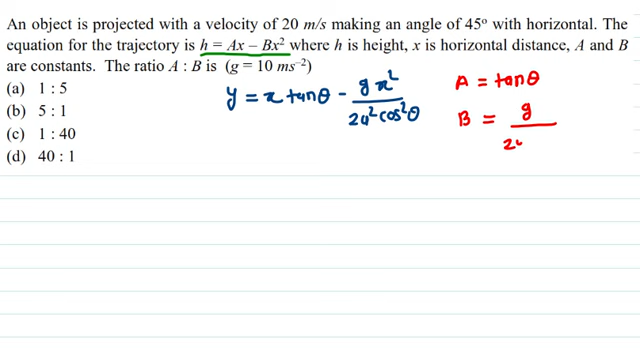 An object is projected with a velocity of 20 m/s making an angle of 45° with horizontal. The
equation for the trajectory is h = Ax – Bx² where h is height, x is horizontal distance, A and B
are constants. The ratio A : B is (g = 10 ms⁻²)
(a) 1 : 5
(b) 5 : 1
(c) 1 : 40
(d) 40 : 1
y = x tanθ - gx² / 2u²cos²θ
A = tanθ
B = g / 2u